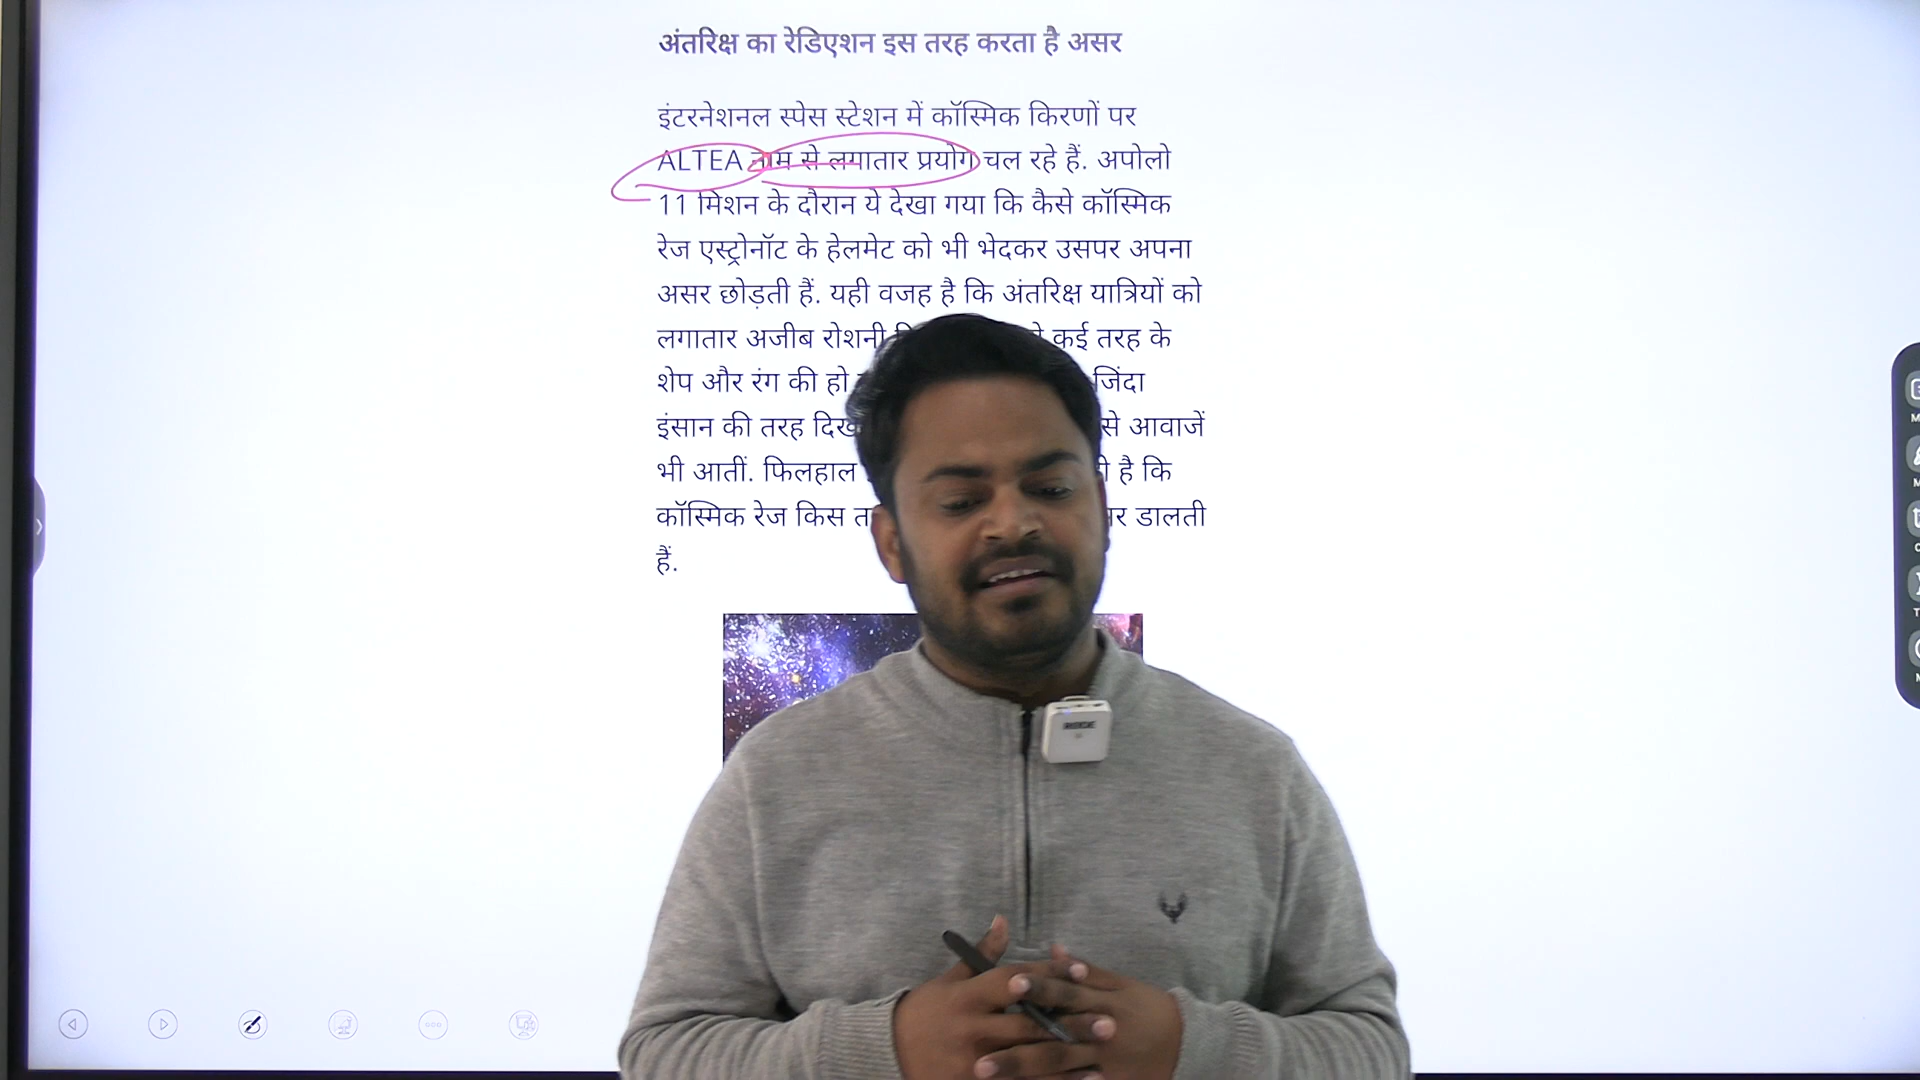 अंतरिक्ष का रेडिएशन इस तरह करता है असर
इंटरनेशनल स्पेस स्टेशन में कॉस्मिक किरणों पर
ALTEA नाम से लगातार प्रयोग चल रहे हैं. अपोलो
11 मिशन के दौरान ये देखा गया कि कैसे कॉस्मिक
रेज एस्ट्रोनॉट के हेलमेट को भी भेदकर उसपर अपना
असर छोड़ती हैं. यही वजह है कि अंतरिक्ष यात्रियों को
लगातार अजीब रोशनी कई तरह के
शेप और रंग की हो जिंदा
इंसान की तरह से आवाजें
भी आतीं. फिलहाल है कि
कॉस्मिक रेज किस डालती
हैं.
RODE